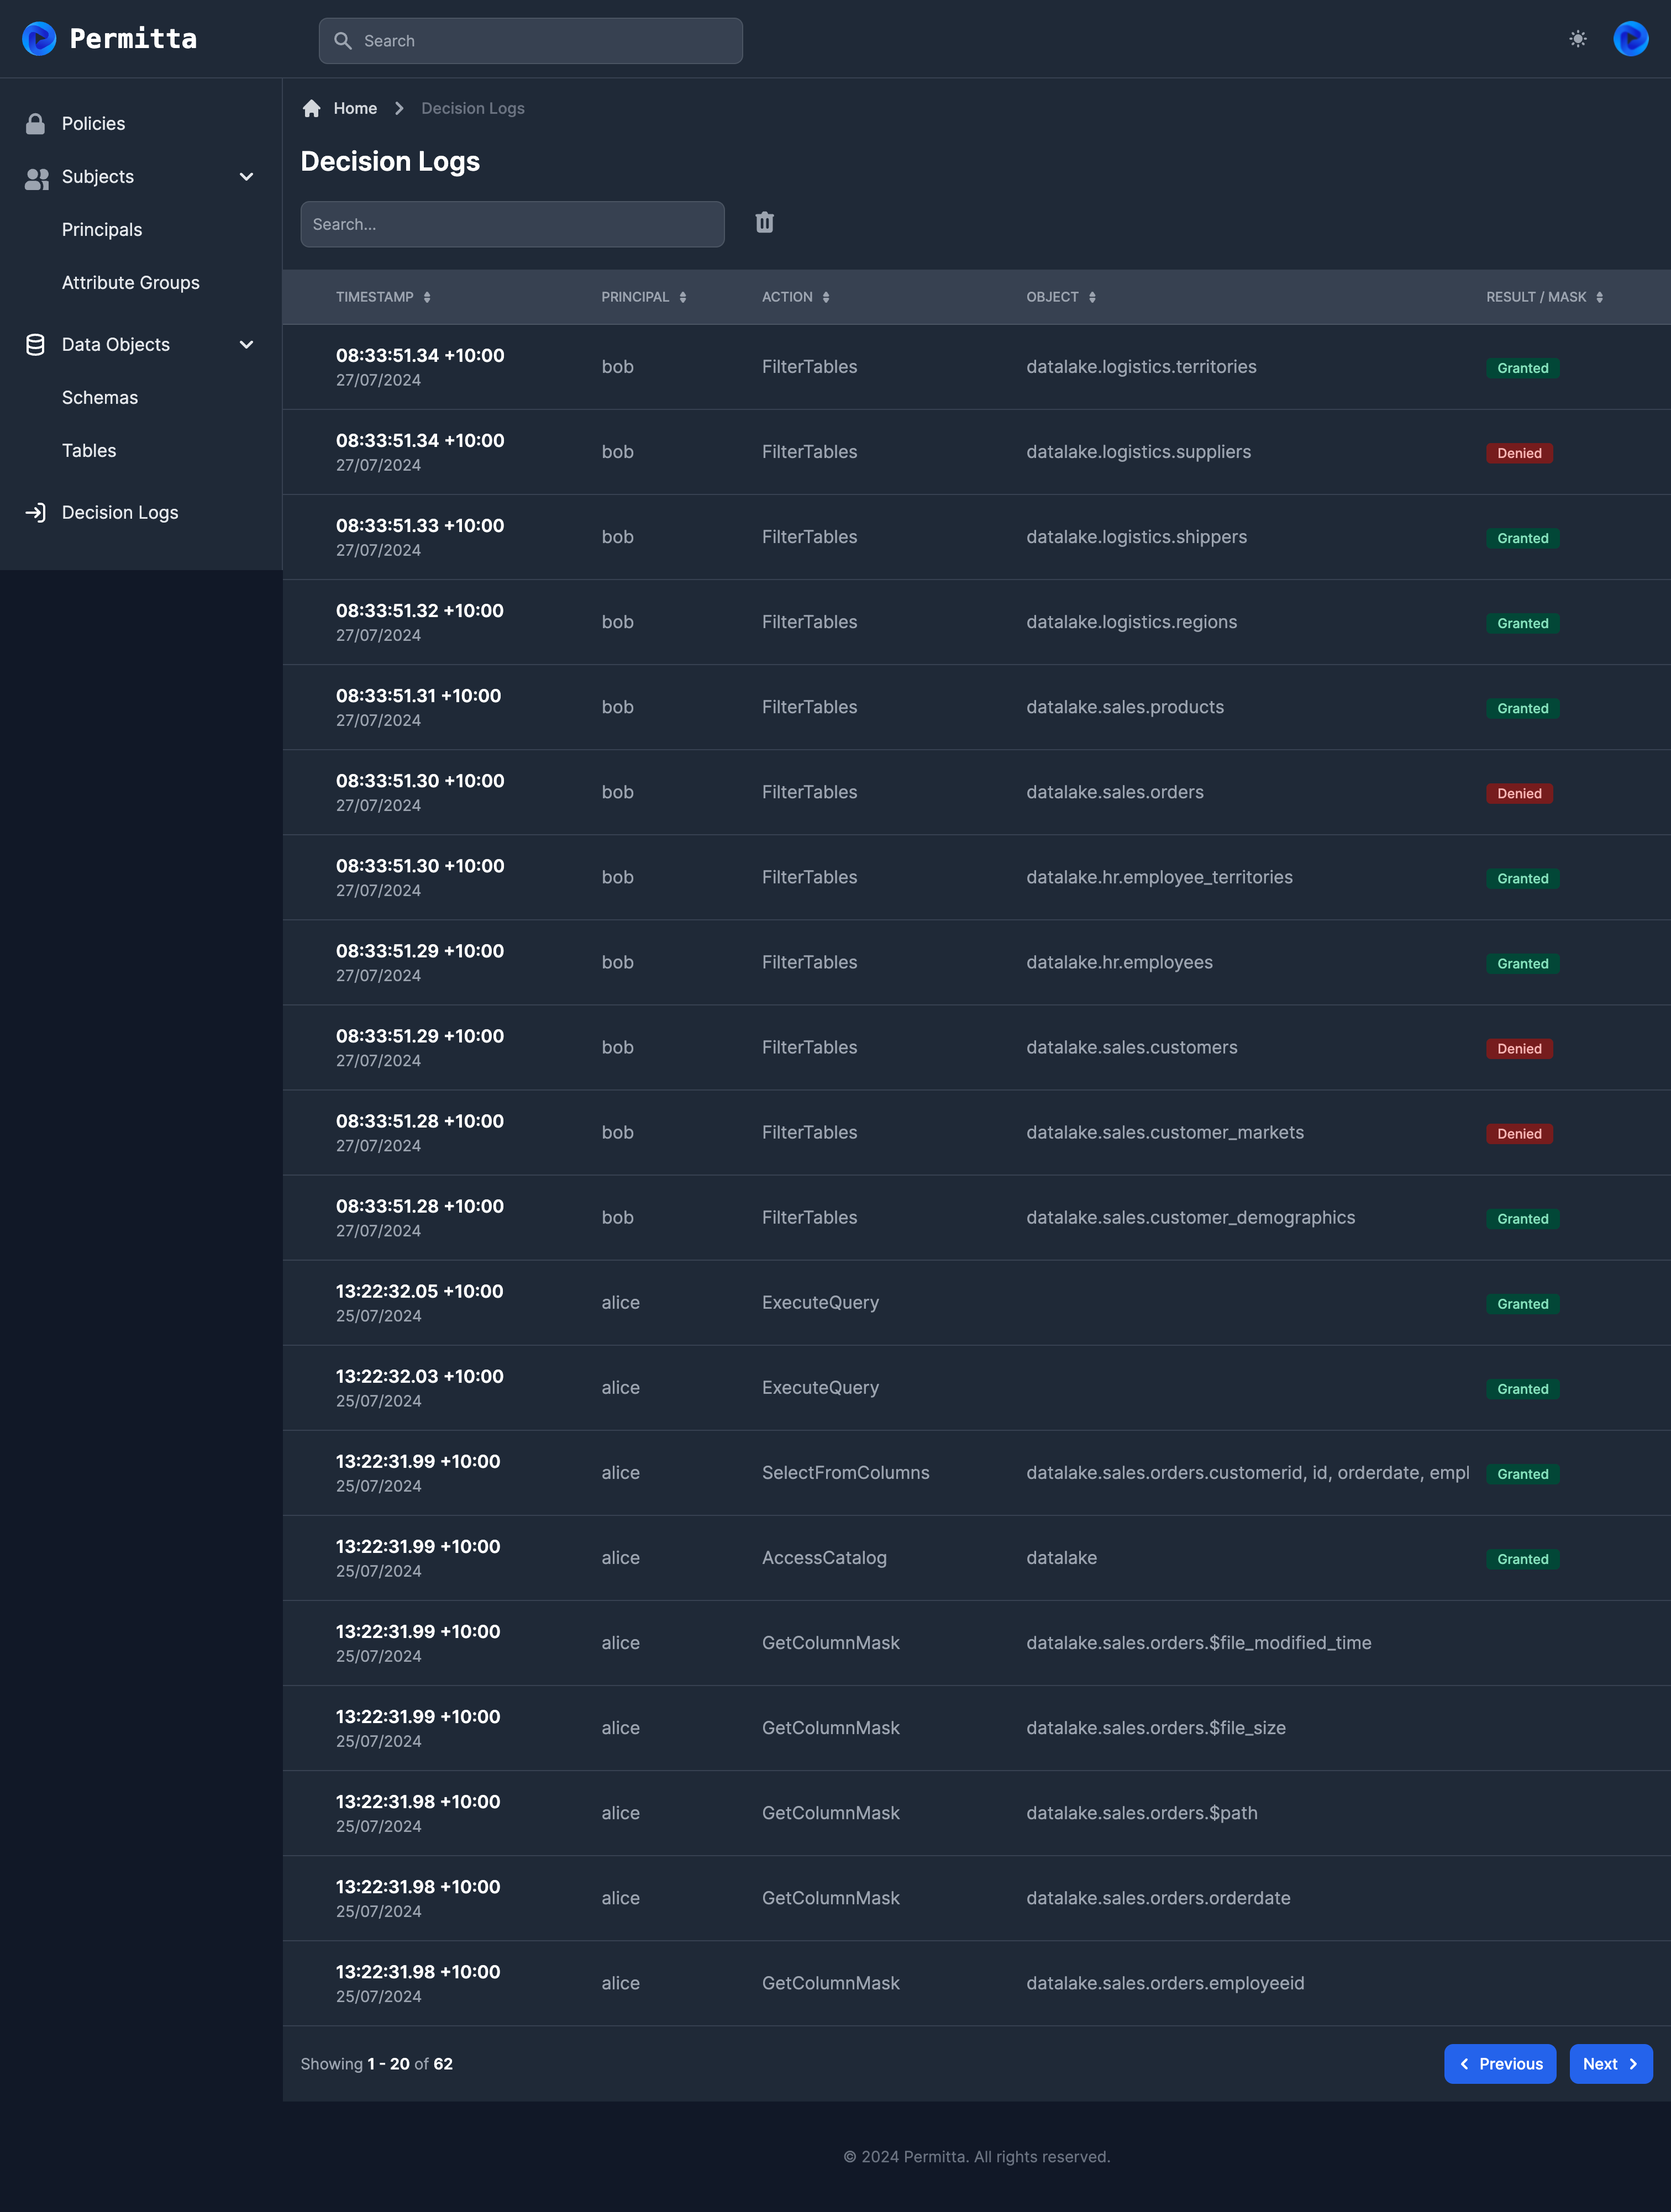 Permitta
Search
Policies
Subjects
Principals
Attribute Groups
Data Objects
Schemas
Tables
Decision Logs
Home Decision Logs
Decision Logs
Search...
TIMESTAMP PRINCIPAL ACTION OBJECT RESULT / MASK
08:33:51.34 +10:00
27/07/2024
bob FilterTables datalake.logistics.territories Granted
08:33:51.34 +10:00
27/07/2024
bob FilterTables datalake.logistics.suppliers Denied
08:33:51.33 +10:00
27/07/2024
bob FilterTables datalake.logistics.shippers Granted
08:33:51.32 +10:00
27/07/2024
bob FilterTables datalake.logistics.regions Granted
08:33:51.31 +10:00
27/07/2024
bob FilterTables datalake.sales.products Granted
08:33:51.30 +10:00
27/07/2024
bob FilterTables datalake.sales.orders Denied
08:33:51.30 +10:00
27/07/2024
bob FilterTables datalake.hr.employee_territories Granted
08:33:51.29 +10:00
27/07/2024
bob FilterTables datalake.hr.employees Granted
08:33:51.29 +10:00
27/07/2024
bob FilterTables datalake.sales.customers Denied
08:33:51.28 +10:00
27/07/2024
bob FilterTables datalake.sales.customer_markets Denied
08:33:51.28 +10:00
27/07/2024
bob FilterTables datalake.sales.customer_demographics Granted
13:22:32.05 +10:00
25/07/2024
alice ExecuteQuery Granted
13:22:32.03 +10:00
25/07/2024
alice ExecuteQuery Granted
13:22:31.99 +10:00
25/07/2024
alice SelectFromColumns datalake.sales.orders.customerid, id, orderdate, empl Granted
13:22:31.99 +10:00
25/07/2024
alice AccessCatalog datalake Granted
13:22:31.99 +10:00
25/07/2024
alice GetColumnMask datalake.sales.orders.$file_modified_time
13:22:31.99 +10:00
25/07/2024
alice GetColumnMask datalake.sales.orders.$file_size
13:22:31.98 +10:00
25/07/2024
alice GetColumnMask datalake.sales.orders.$path
13:22:31.98 +10:00
25/07/2024
alice GetColumnMask datalake.sales.orders.orderdate
13:22:31.98 +10:00
25/07/2024
alice GetColumnMask datalake.sales.orders.employeeid
Showing 1 - 20 of 62
Previous Next
© 2024 Permitta. All rights reserved.